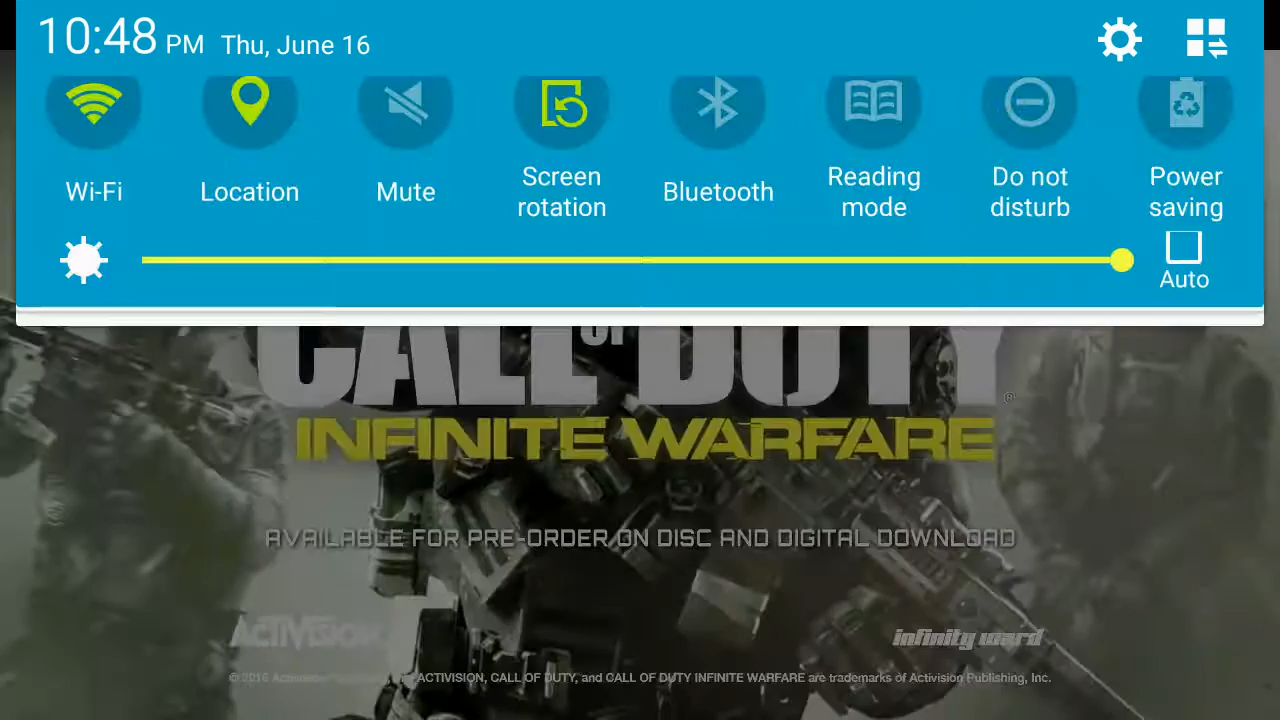 10:48 PM Thu, June 16
Wi-Fi
Location
Mute
Screen
rotation
Bluetooth
Reading
mode
Do not
disturb
Power
saving
Auto
CALL OF DUTY®
INFINITE WARFARE
AVAILABLE FOR PRE-ORDER ON DISC AND DIGITAL DOWNLOAD
ACTIVISION
infinity ward
© 2016 Activision ACTIVISION, CALL OF DUTY, and CALL OF DUTY INFINITE WARFARE are trademarks of Activision Publishing, Inc.